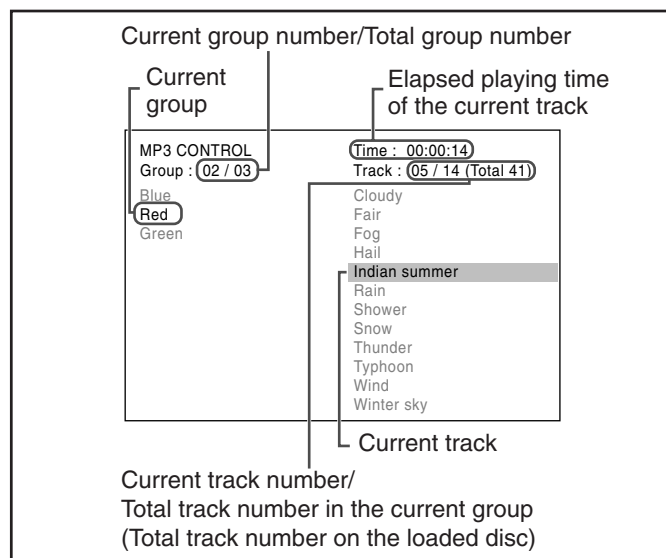 Current group number/Total group number
Current
group
Elapsed playing time
of the current track
MP3 CONTROL
Group : 02 / 03
Blue
Red
Green
Time : 00:00:14
Track : 05 / 14 (Total 41)
Cloudy
Fair
Fog
Hail
Indian summer
Rain
Shower
Snow
Thunder
Typhoon
Wind
Winter sky
Current track
Current track number/
Total track number in the current group
(Total track number on the loaded disc)